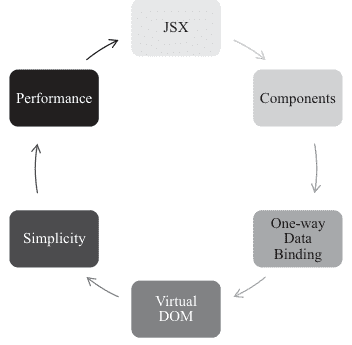 JSX
Components
One-way
Data
Binding
Virtual
DOM
Simplicity
Performance